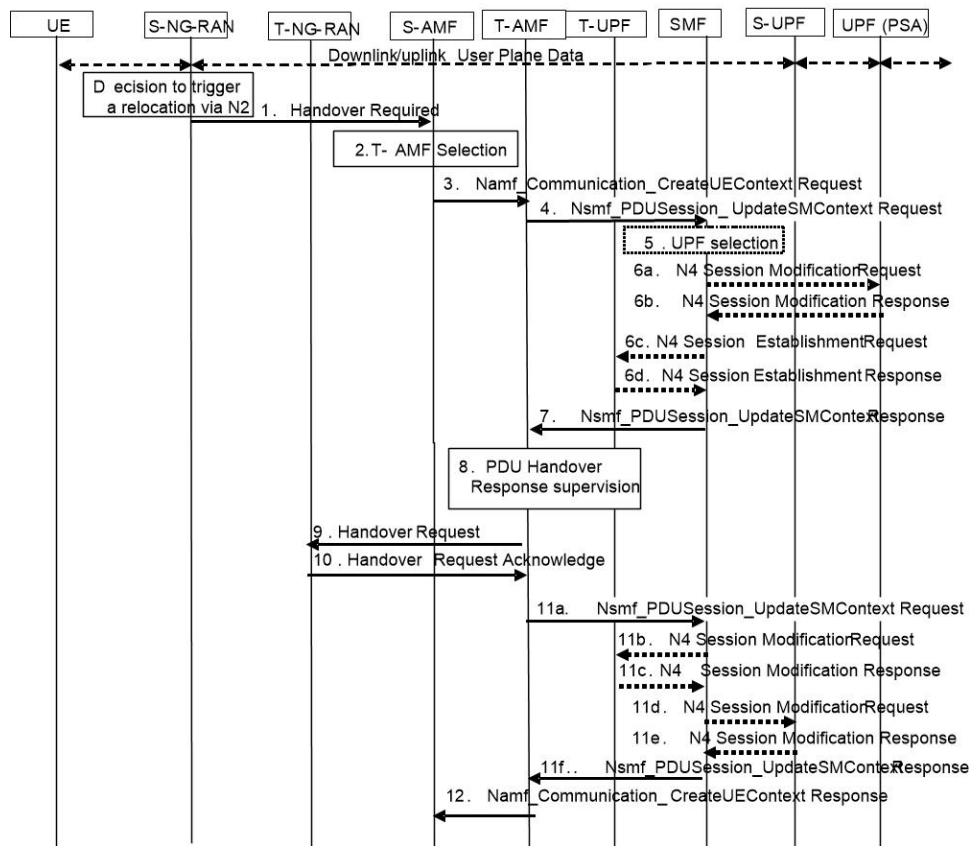 UE S-NG-RAN T-NG-RAN S-AMF T-AMF T-UPF SMF S-UPF UPF (PSA)
Downlink/uplink User Plane Data
D ecision to trigger
a relocation via N2
1. Handover Required
2.T- AMF Selection
3. Namf_Communication_CreateUEContext Request
4. Nsmf_PDUSession_ UpdateSMContext Request
5 . UPF selection
6a. N4 Session ModificationRequest
6b. N4 Session Modification Response
6c. N4 Session EstablishmentRequest
6d. N4 Session Establishment Response
7. Nsmf_PDUSession_UpdateSMContextResponse
8. PDU Handover
Response supervision
9 . Handover Request
10 . Handover Request Acknowledge
11a. Nsmf_PDUSession_UpdateSMContext Request
11b. N4 Session ModificationRequest
11c. N4 Session Modification Response
11d. N4 Session ModificationRequest
11e. N4 Session Modification Response
11f.. Nsmf_PDUSession_UpdateSMContextResponse
12. Namf_Communication_ CreateUEContext Response